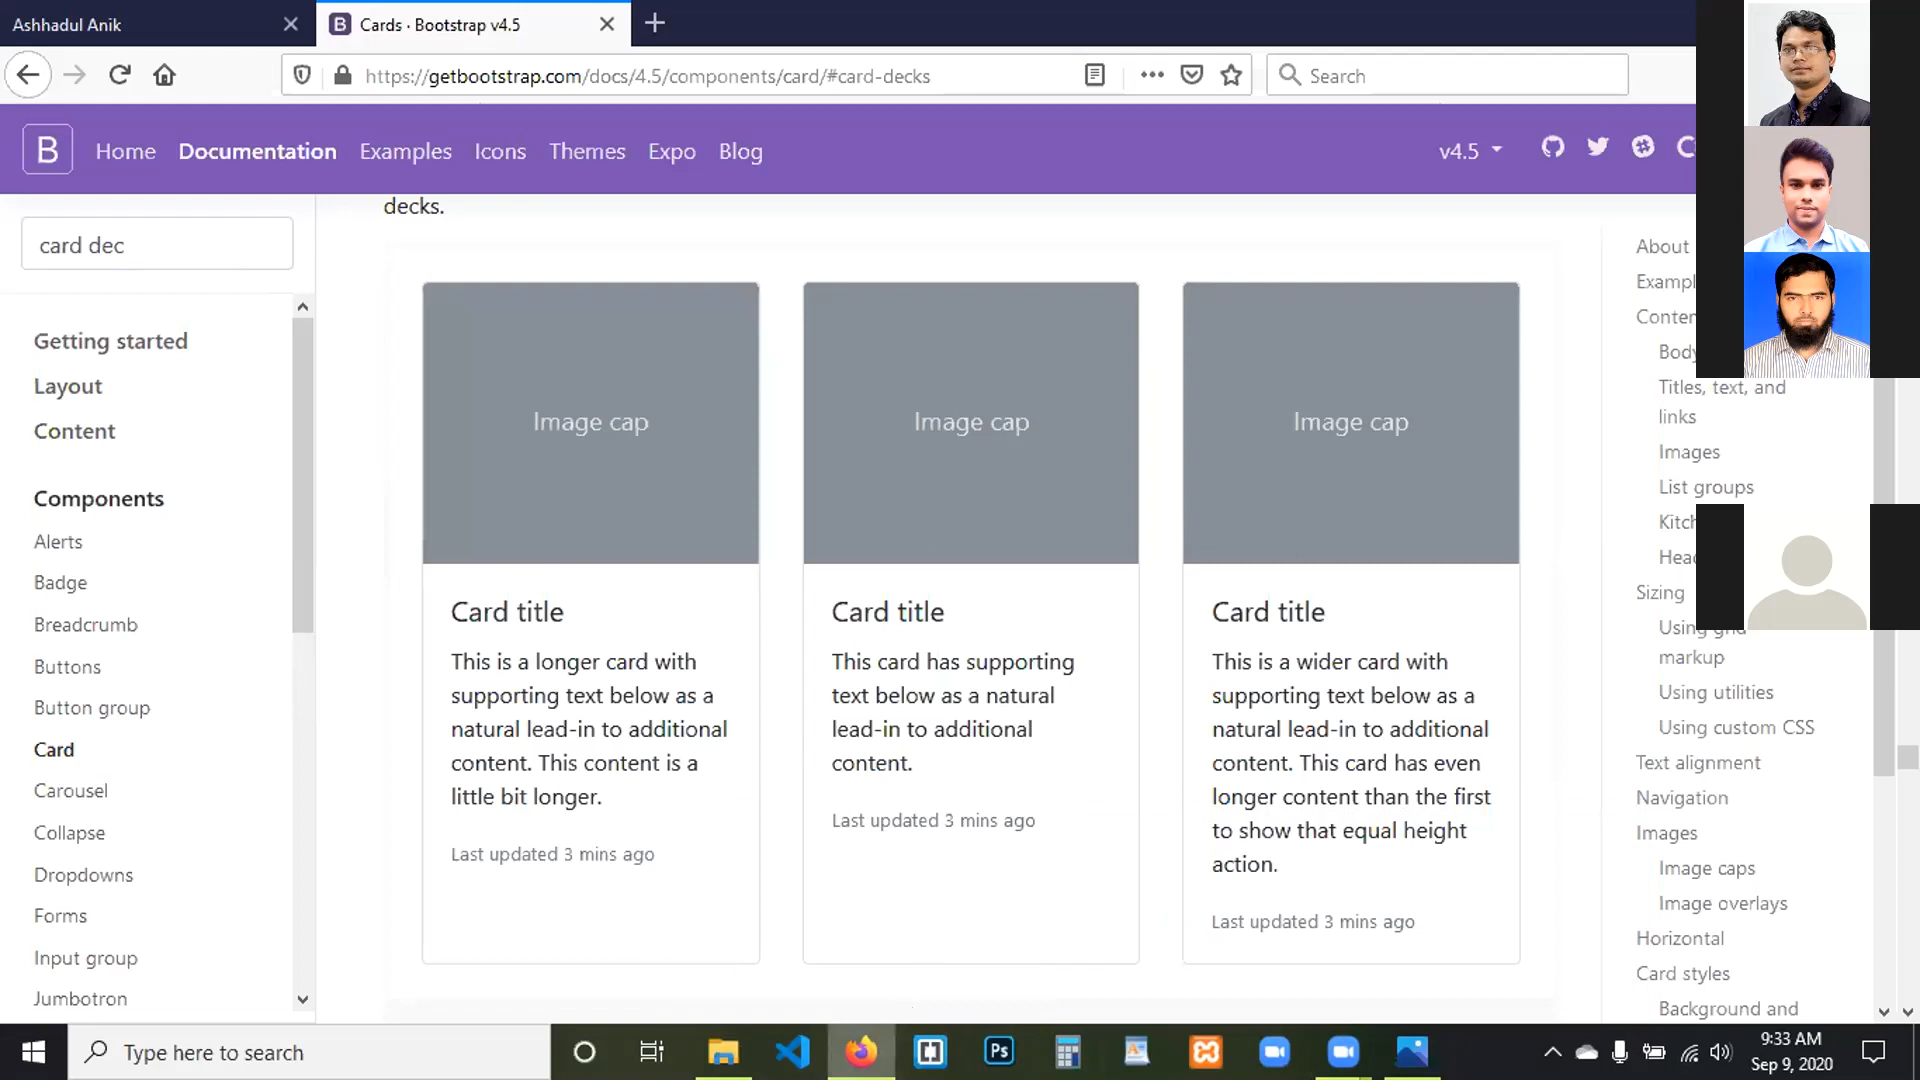 Ashhadul Anik
B Cards · Bootstrap v4.5
https://getbootstrap.com/docs/4.5/components/card/#card-decks
Search
B Home Documentation Examples Icons Themes Expo Blog v4.5
decks.
card dec
Getting started
Layout
Content
Components
Alerts
Badge
Breadcrumb
Buttons
Button group
Card
Carousel
Collapse
Dropdowns
Forms
Input group
Jumbotron
Image cap
Card title
This is a longer card with
supporting text below as a
natural lead-in to additional
content. This content is a
little bit longer.
Last updated 3 mins ago
Image cap
Card title
This card has supporting
text below as a natural
lead-in to additional
content.
Last updated 3 mins ago
Image cap
Card title
This is a wider card with
supporting text below as a
natural lead-in to additional
content. This card has even
longer content than the first
to show that equal height
action.
Last updated 3 mins ago
About
Exampl
Conten
Body
Titles, text, and
links
Images
List groups
Kitch
Head
Sizing
Using grid
markup
Using utilities
Using custom CSS
Text alignment
Navigation
Images
Image caps
Image overlays
Horizontal
Card styles
Background and
Type here to search
Ps
9:33 AM
Sep 9, 2020